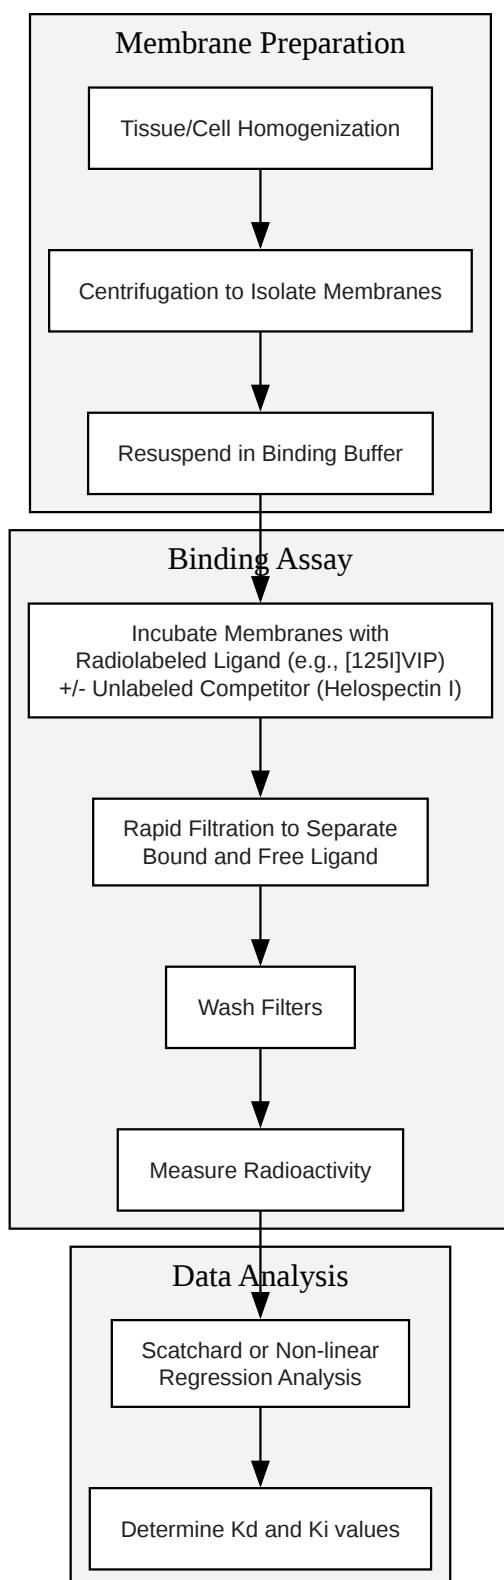 Membrane Preparation
Tissue/Cell Homogenization
Centrifugation to Isolate Membranes
Resuspend in Binding Buffer
Binding Assay
Incubate Membranes with
Radiolabeled Ligand (e.g., [125I]VIP)
+/- Unlabeled Competitor (Helospectin I)
Rapid Filtration to Separate
Bound and Free Ligand
Wash Filters
Measure Radioactivity
Data Analysis
Scatchard or Non-linear
Regression Analysis
Determine Kd and Ki values